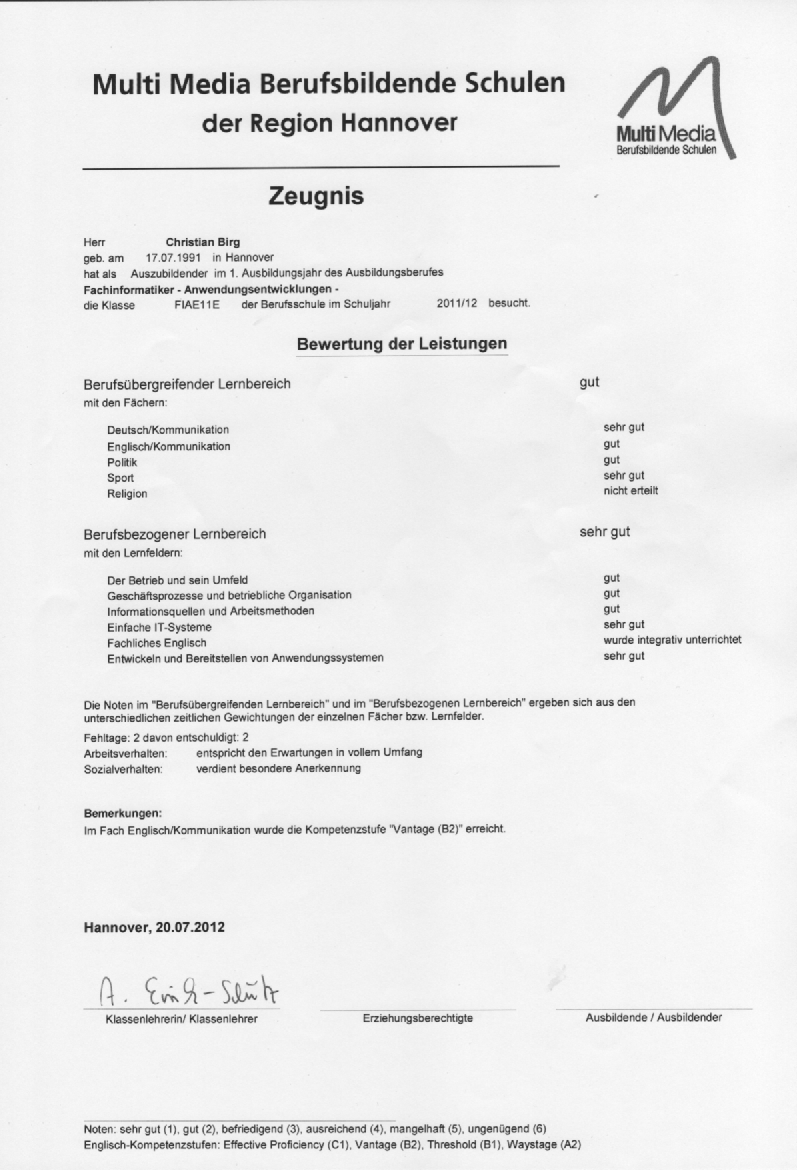 Multi Media Berufsbildende Schulen
der Region Hannover
Multi Media
Berufsbildende Schulen
Zeugnis
Herr Christian Birg
geb. am 17.07.1991 in Hannover
hat als Auszubildender im 1. Ausbildungsjahr des Ausbildungsberufes
Fachinformatiker - Anwendungsentwicklungen -
die Klasse FIAE11E der Berufsschule im Schuljahr 2011/12 besucht.
Bewertung der Leistungen
Berufsübergreifender Lernbereich gut
mit den Fächern:
Deutsch/Kommunikation sehr gut
Englisch/Kommunikation gut
Politik gut
Sport sehr gut
Religion nicht erteilt
Berufsbezogener Lernbereich sehr gut
mit den Lernfeldern:
Der Betrieb und sein Umfeld gut
Geschäftsprozesse und betriebliche Organisation gut
Informationsquellen und Arbeitsmethoden gut
Einfache IT-Systeme sehr gut
Fachliches Englisch wurde integrativ unterrichtet
Entwickeln und Bereitstellen von Anwendungssystemen sehr gut
Die Noten im "Berufsübergreifenden Lernbereich" und im "Berufsbezogenen Lernbereich" ergeben sich aus den
unterschiedlichen zeitlichen Gewichtungen der einzelnen Fächer bzw. Lernfelder.
Fehltage: 2 davon entschuldigt: 2
Arbeitsverhalten: entspricht den Erwartungen in vollem Umfang
Sozialverhalten: verdient besondere Anerkennung
Bemerkungen:
Im Fach Englisch/Kommunikation wurde die Kompetenzstufe "Vantage (B2)" erreicht.
Hannover, 20.07.2012
A.
Klassenlehrerin/ Klassenlehrer Erziehungsberechtigte Ausbildende / Ausbildender
Noten: sehr gut (1), gut (2), befriedigend (3), ausreichend (4), mangelhaft (5), ungenügend (6)
Englisch-Kompetenzstufen: Effective Proficiency (C1), Vantage (B2), Threshold (B1), Waystage (A2)